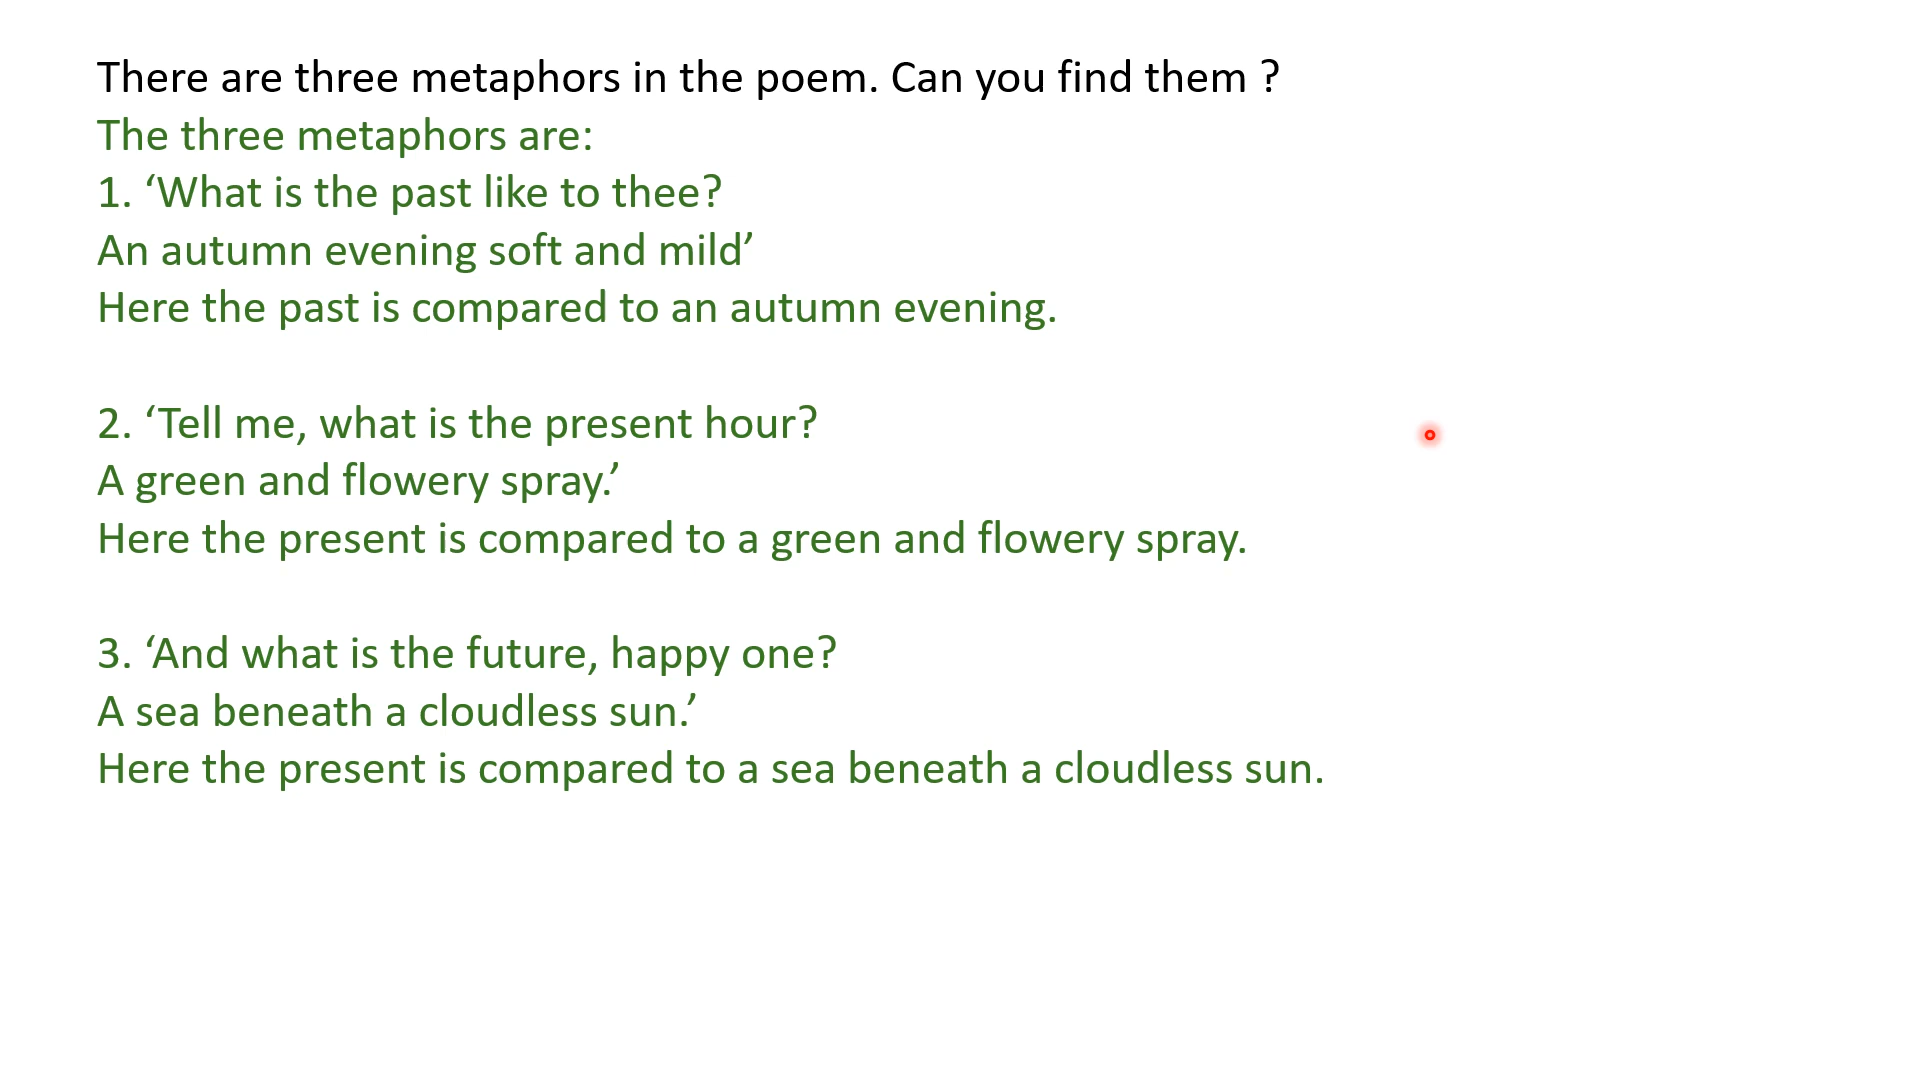 There are three metaphors in the poem. Can you find them ?
The three metaphors are:
1. ‘What is the past like to thee?
An autumn evening soft and mild’
Here the past is compared to an autumn evening.
2. ‘Tell me, what is the present hour?
A green and flowery spray.’
Here the present is compared to a green and flowery spray.
3. ‘And what is the future, happy one?
A sea beneath a cloudless sun.’
Here the present is compared to a sea beneath a cloudless sun.